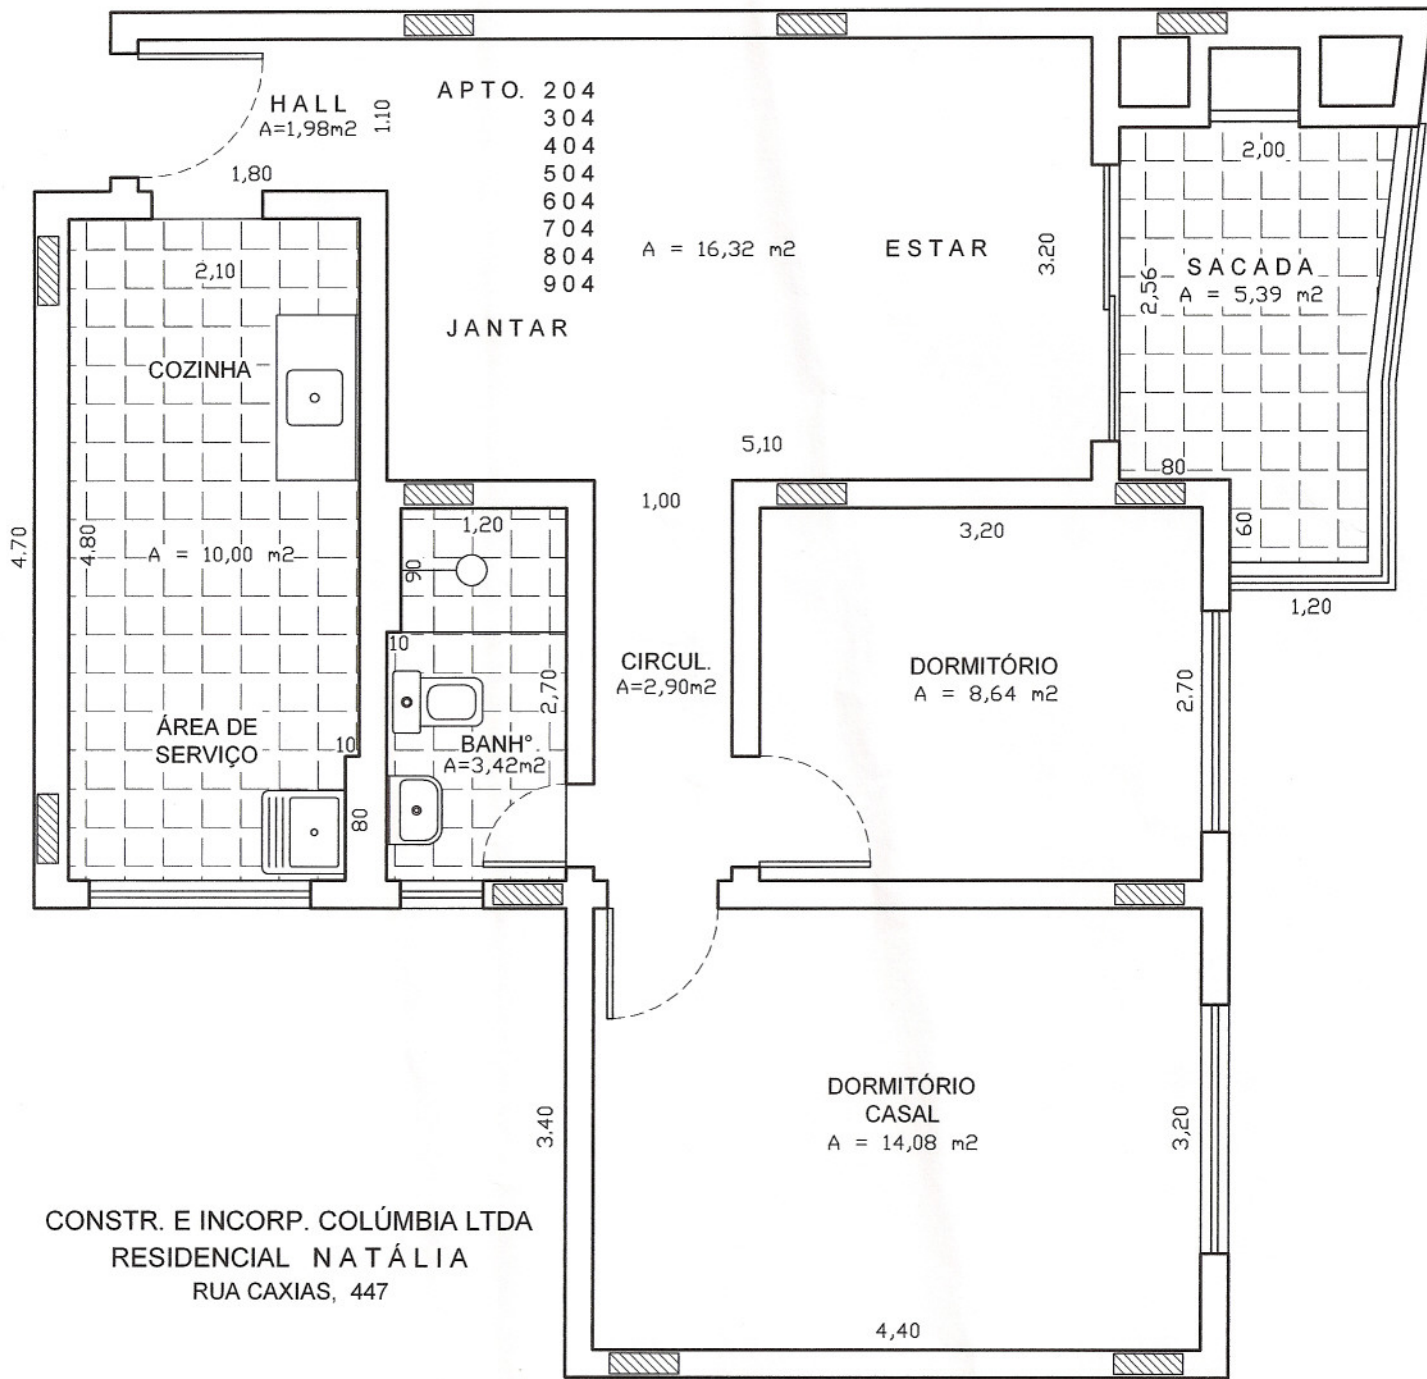 HALL
A=1,98m2
1.10
1,80
APTO. 204
304
404
504
604
704
804
904
A = 16,32 m2
ESTAR
3.20
JANTAR
5,10
2,00
SACADA
A = 5,39 m2
2,56
80
60
1,20
2,10
COZINHA
4.70
4.80
A = 10,00 m2
ÁREA DE
SERVIÇO
10
80
1,20
90
10
2,70
BANHº
A=3,42m2
1,00
CIRCUL.
A=2,90m2
3,20
DORMITÓRIO
A = 8,64 m2
2.70
DORMITÓRIO
CASAL
A = 14,08 m2
3.40
3,20
4,40
CONSTR. E INCORP. COLÚMBIA LTDA
RESIDENCIAL NATÁLIA
RUA CAXIAS, 447